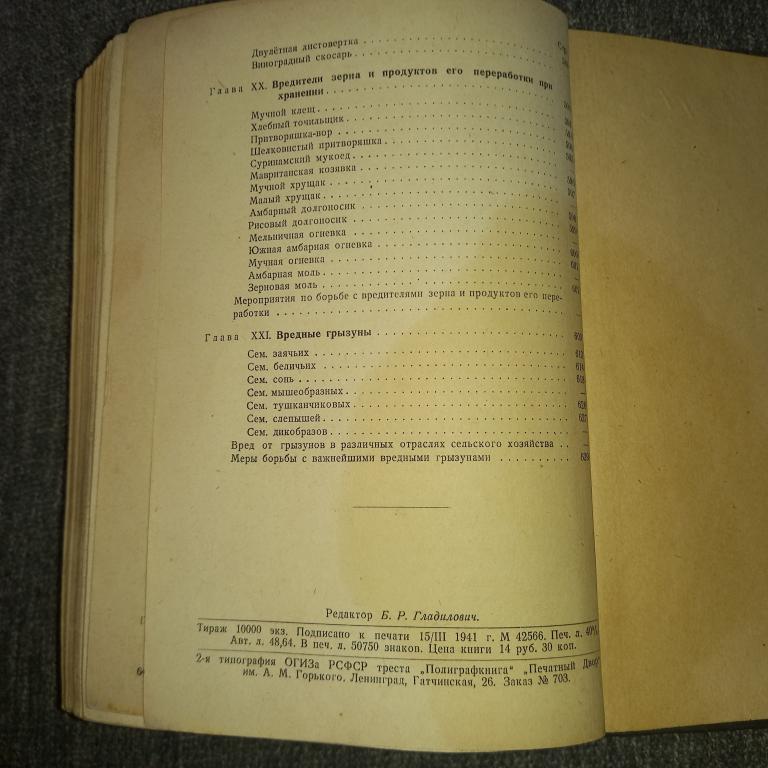 Двулётная листовертка
Виноградный скосарь
Глава XX. Вредители зерна и продуктов его переработки при
хранении
Мучной клещ
Хлебный точильщик
Притворяшка-вор
Шелковистый притворяшка
Суринамский мукоед
Мавританская козявка
Мучной хрущак
Малый хрущак
Амбарный долгоносик
Рисовый долгоносик
Мельничная огневка
Южная амбарная огневка
Мучная огневка
Амбарная моль
Зерновая моль
Мероприятия по борьбе с вредителями зерна и продуктов его пере-
работки
Глава XXI. Вредные грызуны
Сем. заячьих
Сем. беличьих
Сем. сонь
Сем. мышеобразных
Сем. тушканчиковых
Сем. слепышей
Сем. дикобразов
Вред от грызунов в различных отраслях сельского хозяйства
Меры борьбы с важнейшими вредными грызунами
Редактор Б. Р. Гладилович.
Тираж 10000 экз. Подписано к печати 15/III 1941 г. М 42566. Печ. л.
Авт. л. 48,64. В печ. л. 50750 знаков. Цена книги 14 руб. 30 коп.
2-я типография ОГИЗа РСФСР треста „Полиграфкнига“ „Печатный Двор“
им. А. М. Горького. Ленинград, Гатчинская, 26. Заказ № 703.